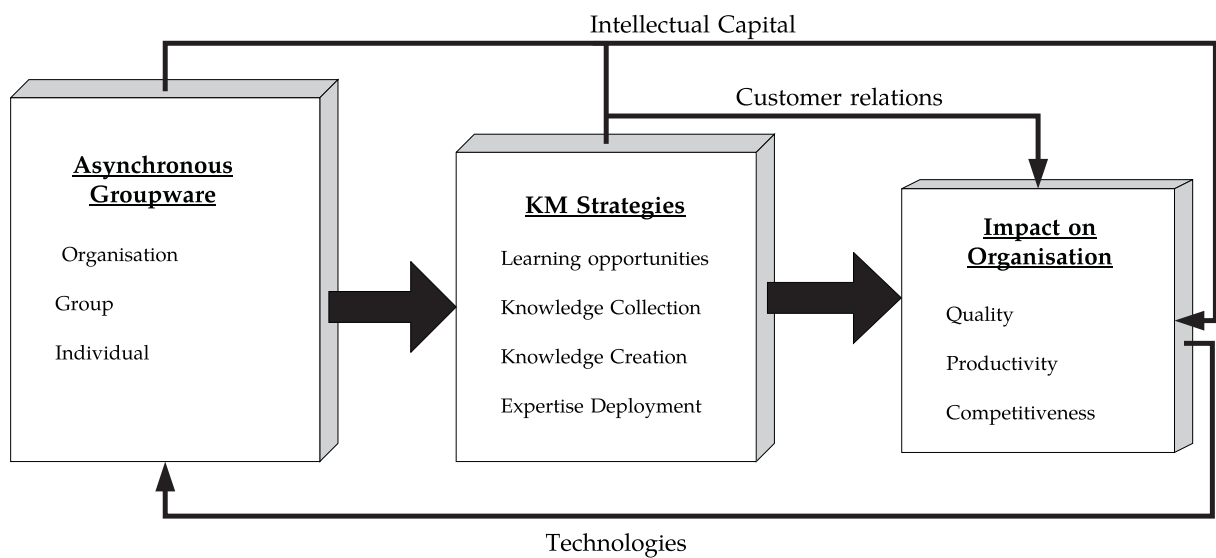 Intellectual Capital
Customer relations
Asynchronous
Groupware
Organisation
Group
Individual
KM Strategies
Learning opportunities
Knowledge Collection
Knowledge Creation
Expertise Deployment
Impact on
Organisation
Quality
Productivity
Competitiveness
Technologies